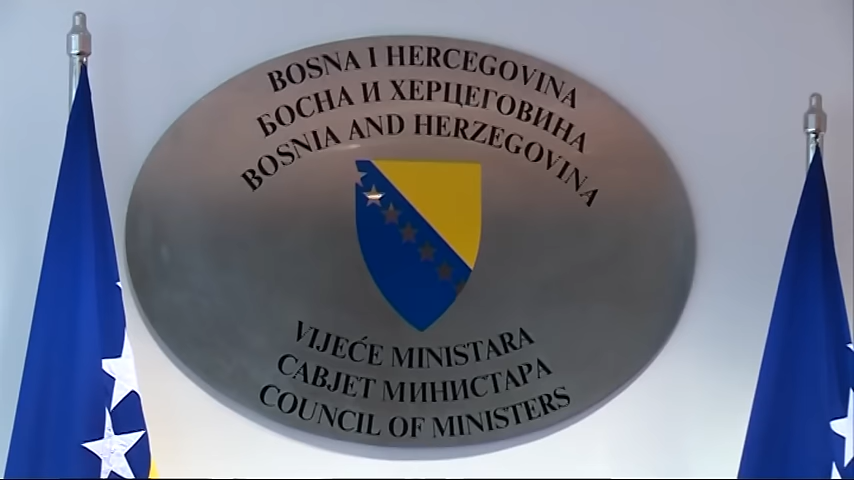 BOSNA I HERCEGOVINA
БОСНА И ХЕРЦЕГОВИНА
BOSNIA AND HERZEGOVINA
VIJEĆE MINISTARA
САВЈЕТ МИНИСТАРА
COUNCIL OF MINISTERS